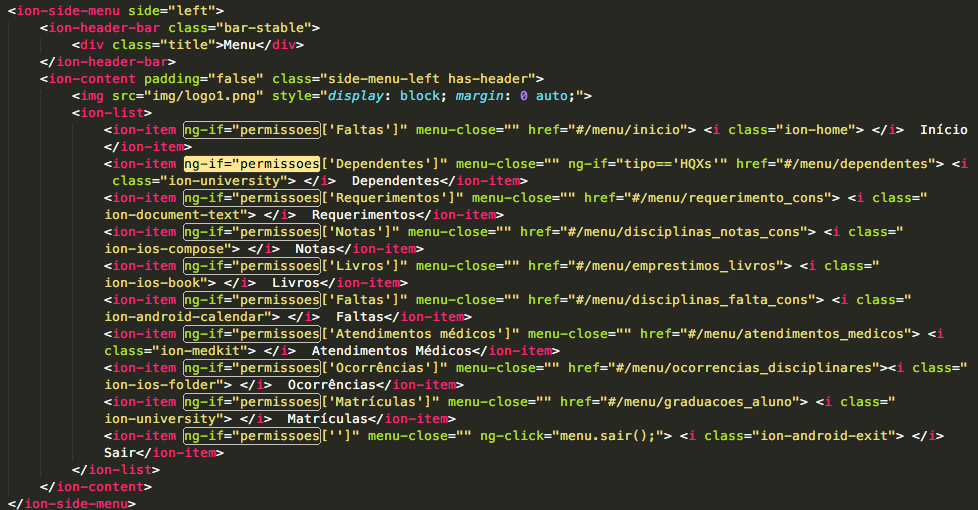 <ion-side-menu side="left">
<ion-header-bar class="bar-stable">
<div class="title">Menu</div>
</ion-header-bar>
<ion-content padding="false" class="side-menu-left has-header">
<img src="img/logo1.png" style="display: block; margin: 0 auto;">
<ion-list>
<ion-item ng-if="permissoes['Faltas']" menu-close="" href="#/menu/inicio"> <i class="ion-home"> </i>  Início
</ion-item>
<ion-item ng-if="permissoes['Dependentes']" menu-close="" ng-if="tipo=='HQXs'" href="#/menu/dependentes"> <i
class="ion-university"> </i>  Dependentes</ion-item>
<ion-item ng-if="permissoes['Requerimentos']" menu-close="" href="#/menu/requerimento_cons"> <i class="
ion-document-text"> </i>  Requerimentos</ion-item>
<ion-item ng-if="permissoes['Notas']" menu-close="" href="#/menu/disciplinas_notas_cons"> <i class="
ion-ios-compose"> </i>  Notas</ion-item>
<ion-item ng-if="permissoes['Livros']" menu-close="" href="#/menu/emprestimos_livros"> <i class="
ion-ios-book"> </i>  Livros</ion-item>
<ion-item ng-if="permissoes['Faltas']" menu-close="" href="#/menu/disciplinas_falta_cons"> <i class="
ion-android-calendar"> </i>  Faltas</ion-item>
<ion-item ng-if="permissoes['Atendimentos médicos']" menu-close="" href="#/menu/atendimentos_medicos"> <i
class="ion-medkit"> </i>  Atendimentos Médicos</ion-item>
<ion-item ng-if="permissoes['Ocorrências']" menu-close="" href="#/menu/ocorrencias_disciplinares"><i class="
ion-ios-folder"> </i>  Ocorrências</ion-item>
<ion-item ng-if="permissoes['Matrículas']" menu-close="" href="#/menu/graduacoes_aluno"> <i class="
ion-university"> </i>  Matrículas</ion-item>
<ion-item ng-if="permissoes['']" menu-close="" ng-click="menu.sair();"> <i class="ion-android-exit"> </i>
Sair</ion-item>
</ion-list>
</ion-content>
</ion-side-menu>